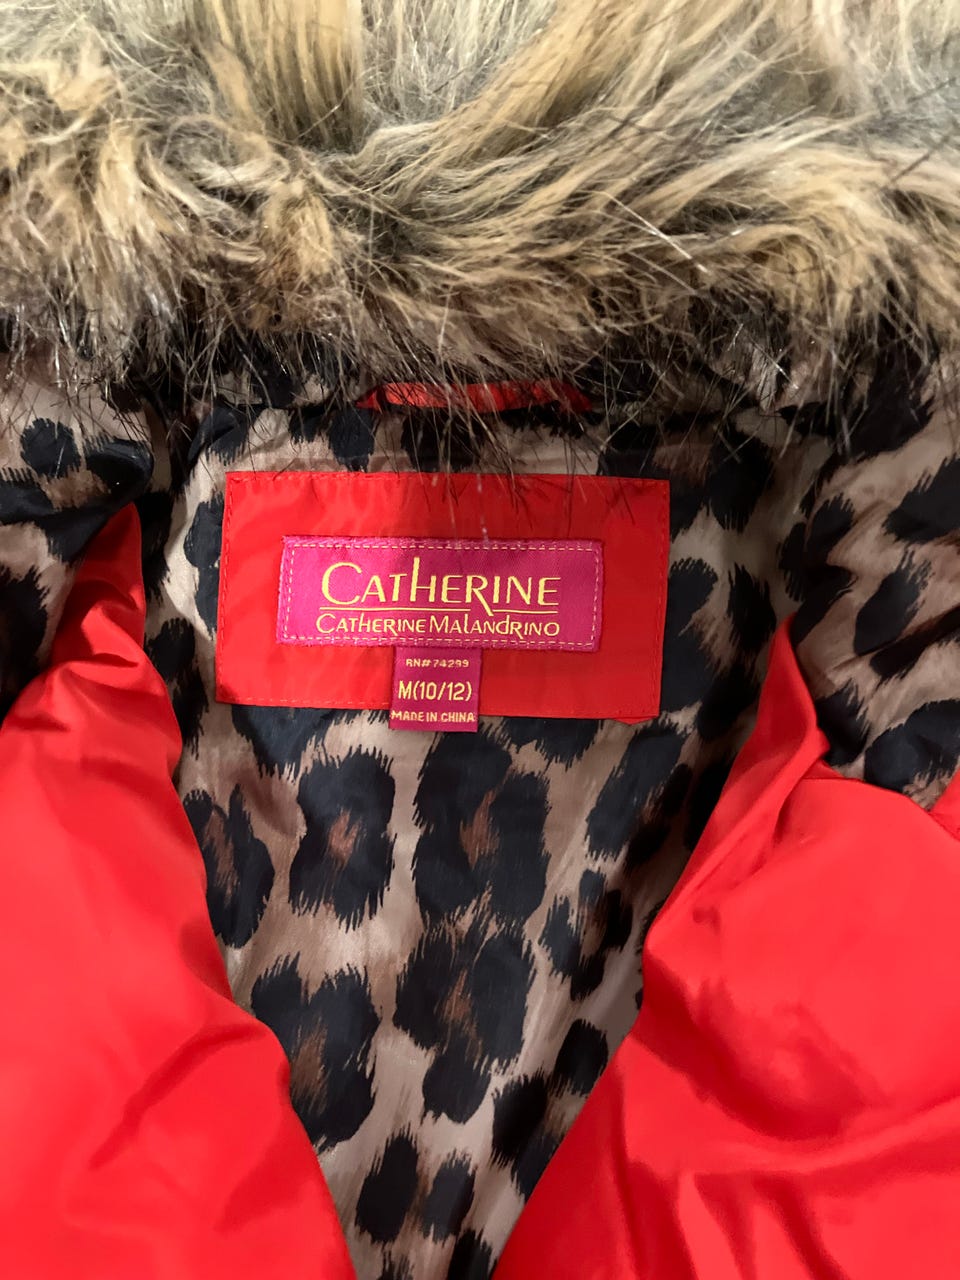 CATHERINE
CATHERINE MALANDRINO
RN#74299
M(10/12)
MADE IN CHINA